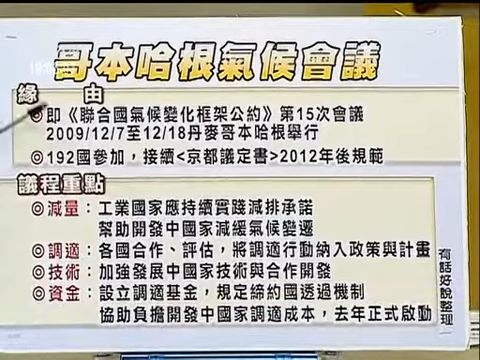 哥本哈根氣候會議
緣由
◎即《聯合國氣候變化框架公約》第15次會議
2009/12/7至12/18丹麥哥本哈根舉行
◎192國參加，接續<京都議定書>2012年後規範
議程重點
◎減量：工業國家應持續實踐減排承諾
幫助開發中國家減緩氣候變遷
◎調適：各國合作、評估，將調適行動納入政策與計畫
◎技術：加強發展中國家技術與合作開發
◎資金：設立調適基金，規定締約國透過機制
協助負擔開發中國家調適成本，去年正式啟動
有話好說整理